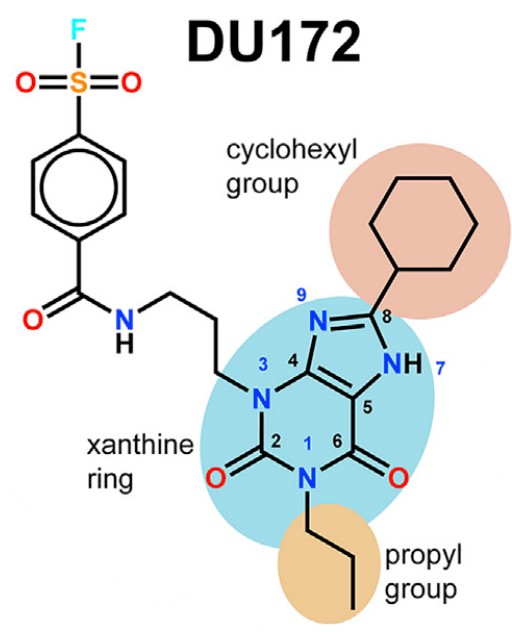 DU172
F
O=S=O
cyclohexyl
group
O
N
H
9
N
8
NH
7
3
4
N
5
xanthine
ring
2
1
6
O
N
O
propyl
group